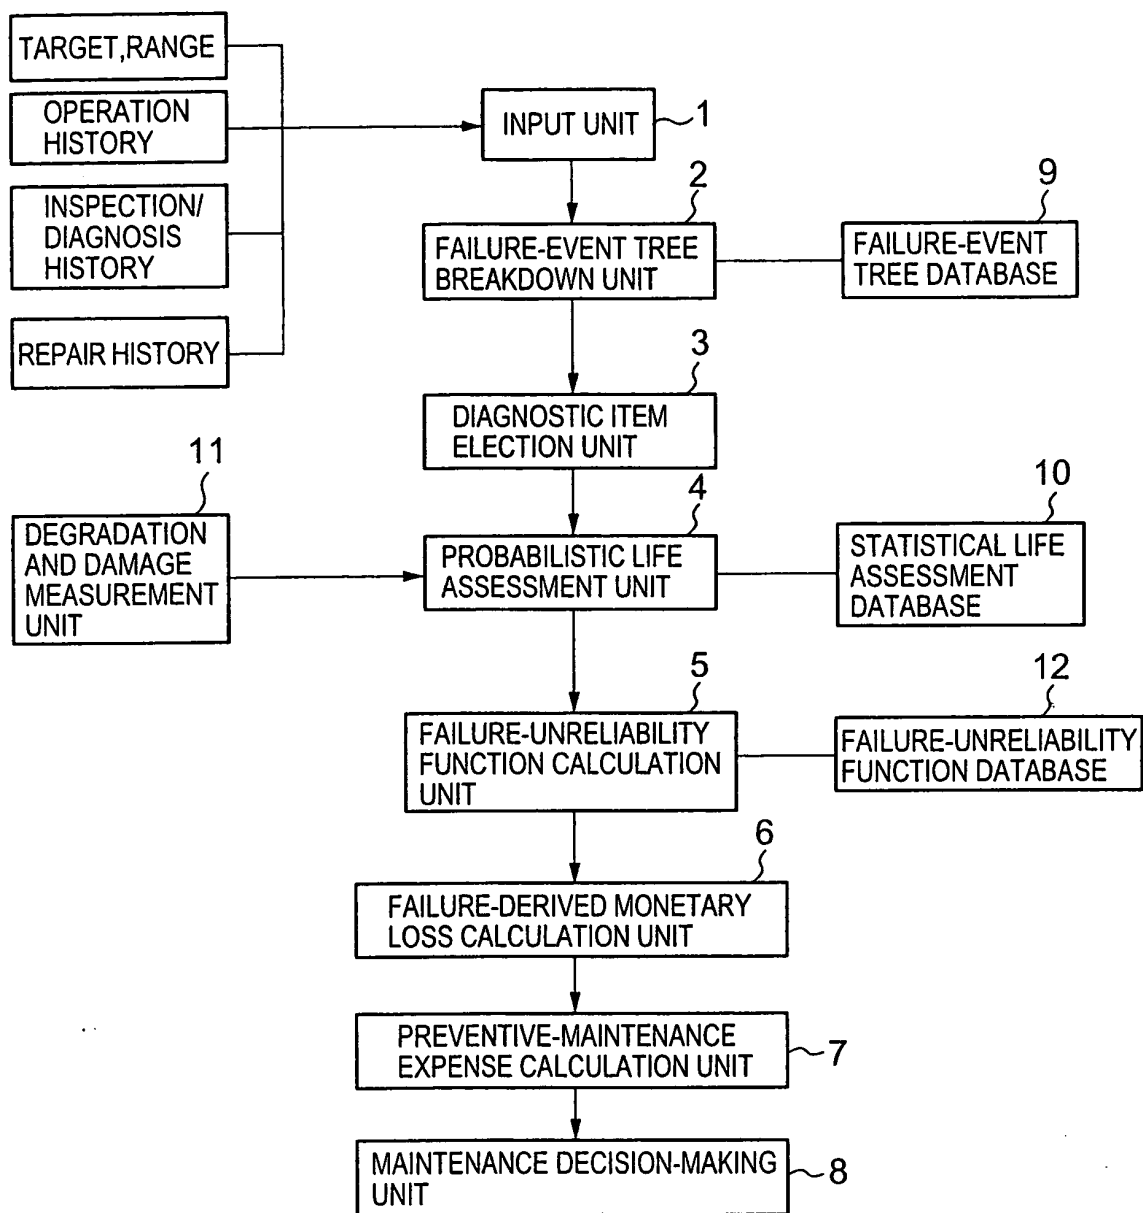 TARGET,RANGE
OPERATION
HISTORY
INSPECTION/
DIAGNOSIS
HISTORY
REPAIR HISTORY
INPUT UNIT
1
2
FAILURE-EVENT TREE
BREAKDOWN UNIT
9
FAILURE-EVENT
TREE DATABASE
3
DIAGNOSTIC ITEM
ELECTION UNIT
11
DEGRADATION
AND DAMAGE
MEASUREMENT
UNIT
4
PROBABILISTIC LIFE
ASSESSMENT UNIT
10
STATISTICAL LIFE
ASSESSMENT
DATABASE
5
FAILURE-UNRELIABILITY
FUNCTION CALCULATION
UNIT
12
FAILURE-UNRELIABILITY
FUNCTION DATABASE
6
FAILURE-DERIVED MONETARY
LOSS CALCULATION UNIT
PREVENTIVE-MAINTENANCE
EXPENSE CALCULATION UNIT
7
MAINTENANCE DECISION-MAKING
UNIT
8